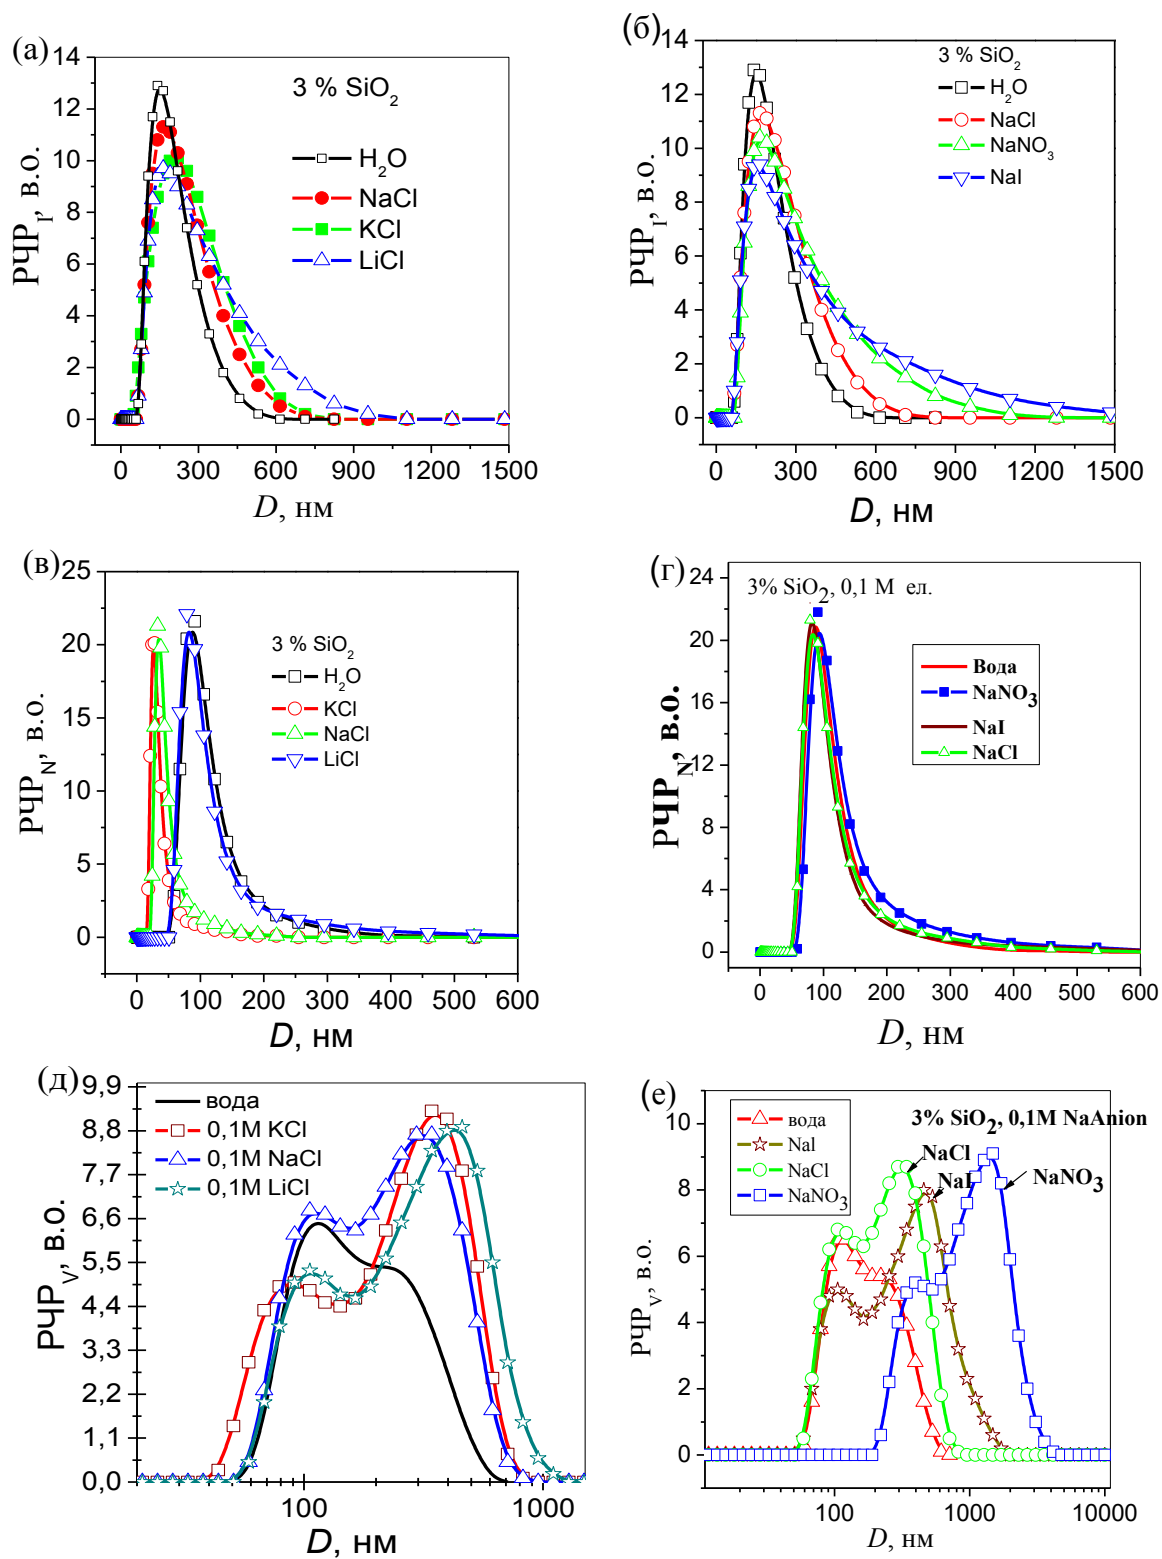 (а)
14
12
10
8
6
4
2
0
РЧР_I, в.о.
3 % SiO2
H2O
NaCl
KCl
LiCl
0 300 600 900 1200 1500
D, нм
(б)
14
12
10
8
6
4
2
0
РЧР_I, в.о.
3 % SiO2
H2O
NaCl
NaNO3
NaI
0 300 600 900 1200 1500
D, нм
(в)
25
20
15
10
5
0
РЧР_N, в.о.
3 % SiO2
H2O
KCl
NaCl
LiCl
0 100 200 300 400 500 600
D, нм
(г)
24
20
16
12
8
4
0
РЧР_N, в.о.
3% SiO2, 0,1 М ел.
Вода
NaNO3
NaI
NaCl
0 100 200 300 400 500 600
D, нм
(д)
9,9
8,8
7,7
6,6
5,5
4,4
3,3
2,2
1,1
0,0
РЧР_V, в.о.
вода
0,1М KCl
0,1М NaCl
0,1М LiCl
100 1000
D, нм
(е)
10
8
6
4
2
0
РЧР_V, в.о.
вода
NaI
NaCl
NaNO3
3% SiO2, 0,1М NaAnion
NaCl
NaI
NaNO3
100 1000 10000
D, нм